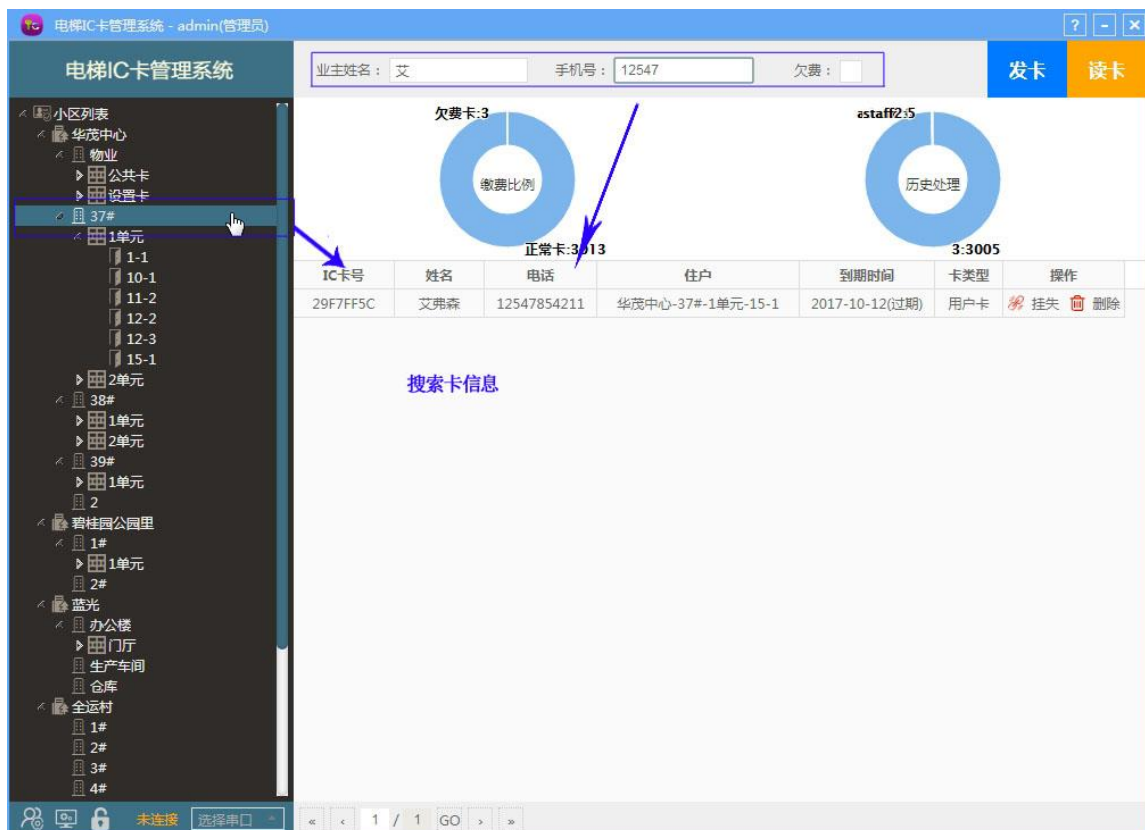 电梯IC卡管理系统 - admin(管理员)
? - ×
电梯IC卡管理系统
业主姓名： 艾 手机号： 12547 欠费：
发卡 读卡
小区列表
华茂中心
物业
公共卡
设置卡
37#
1单元
1-1
10-1
11-2
12-2
12-3
15-1
2单元
38#
1单元
2单元
39#
1单元
2
碧桂园公园里
1#
1单元
2#
蓝光
办公楼
门厅
生产车间
仓库
全运村
1#
2#
3#
4#
未连接 选择串口
欠费卡:3
缴费比例
正常卡:3013
历史处理
3:3005
IC卡号 姓名 电话 住户 到期时间 卡类型 操作
29F7FF5C 艾弗森 12547854211 华茂中心-37#-1单元-15-1 2017-10-12(过期) 用户卡 挂失 删除
搜索卡信息
« ‹ 1 / 1 GO › »